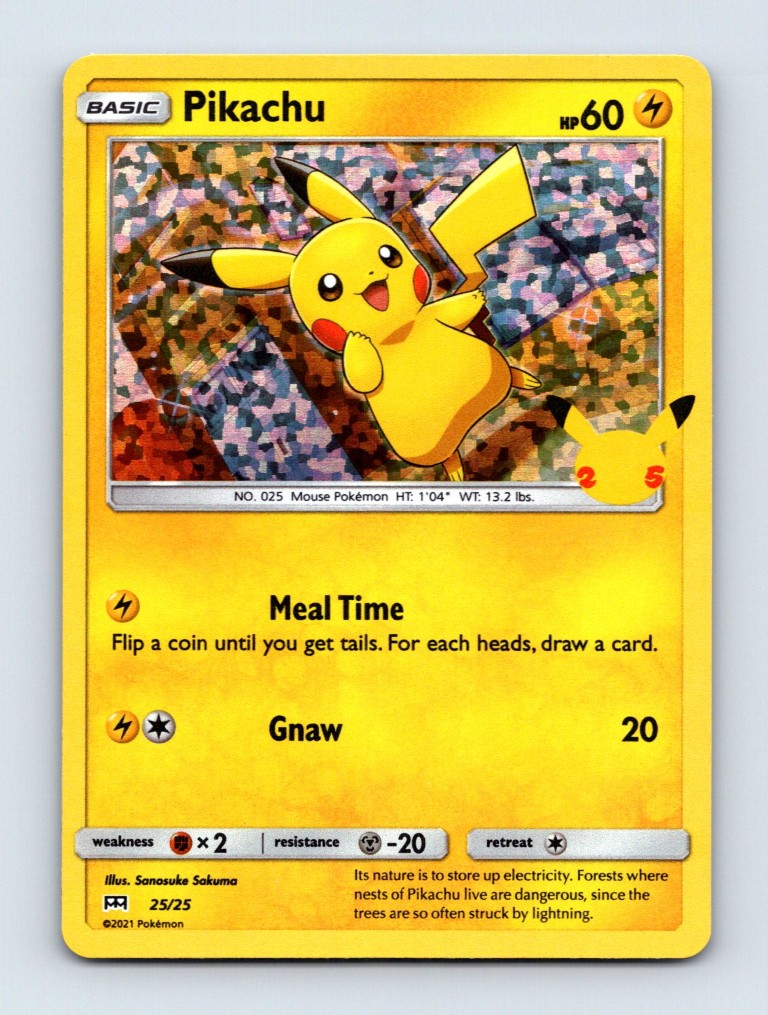 BASIC Pikachu HP60
25
NO. 025 Mouse Pokémon HT: 1'04" WT: 13.2 lbs.
Meal Time
Flip a coin until you get tails. For each heads, draw a card.
Gnaw 20
weakness ×2 resistance -20 retreat
Illus. Sanosuke Sakuma
25/25
©2021 Pokémon
Its nature is to store up electricity. Forests where
nests of Pikachu live are dangerous, since the
trees are so often struck by lightning.